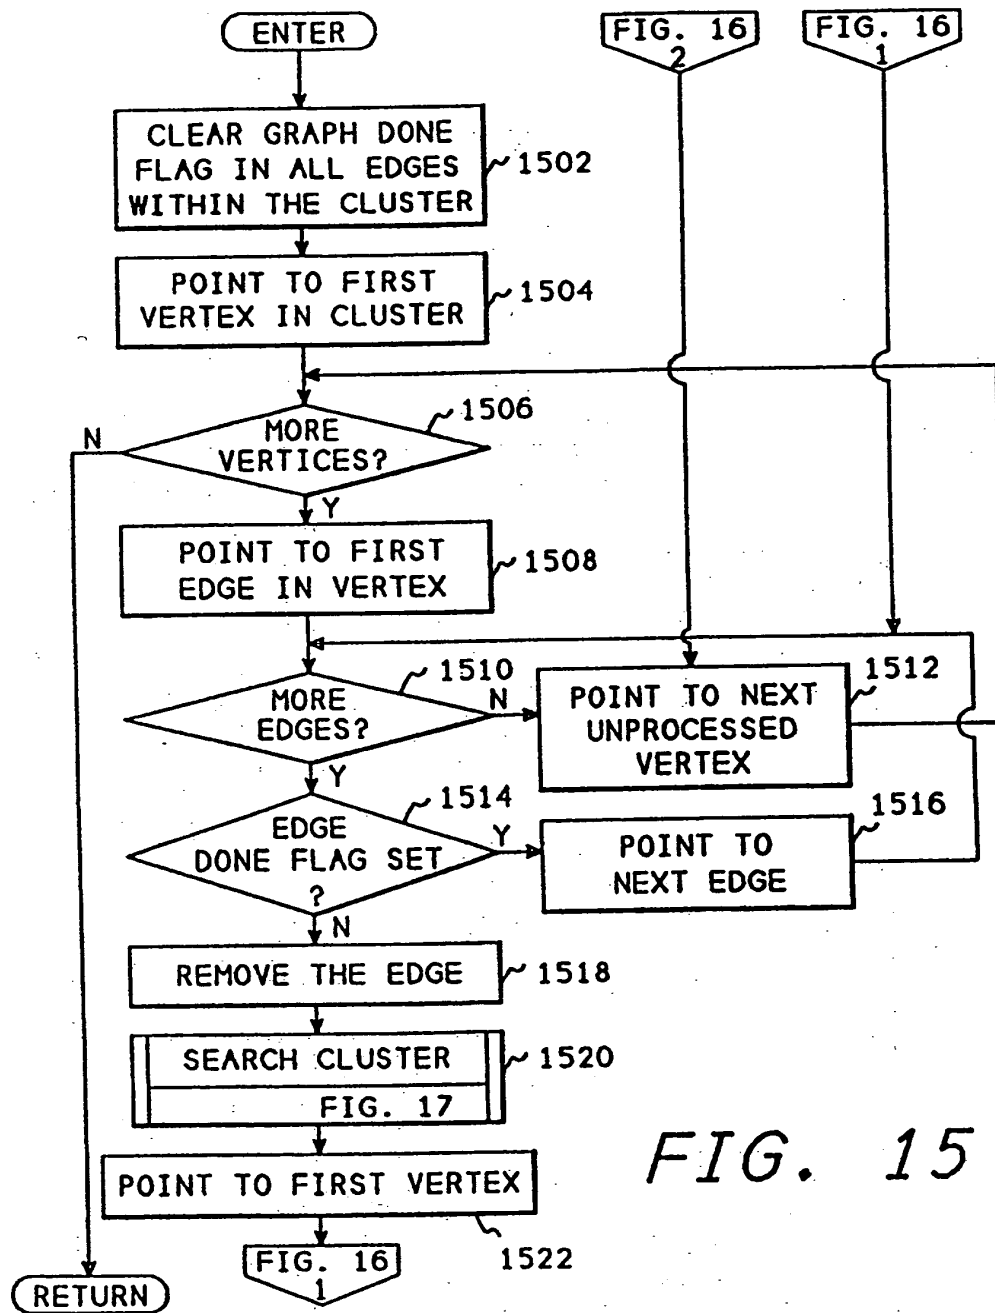 ENTER
FIG. 16
2
FIG. 16
1
CLEAR GRAPH DONE
FLAG IN ALL EDGES
WITHIN THE CLUSTER
1502
POINT TO FIRST
VERTEX IN CLUSTER
1504
MORE
VERTICES?
1506
N
Y
POINT TO FIRST
EDGE IN VERTEX
1508
MORE
EDGES?
1510
N
Y
POINT TO NEXT
UNPROCESSED
VERTEX
1512
EDGE
DONE FLAG SET
?
1514
Y
N
POINT TO
NEXT EDGE
1516
REMOVE THE EDGE
1518
SEARCH CLUSTER
FIG. 17
1520
POINT TO FIRST VERTEX
1522
FIG. 16
1
RETURN
FIG. 15